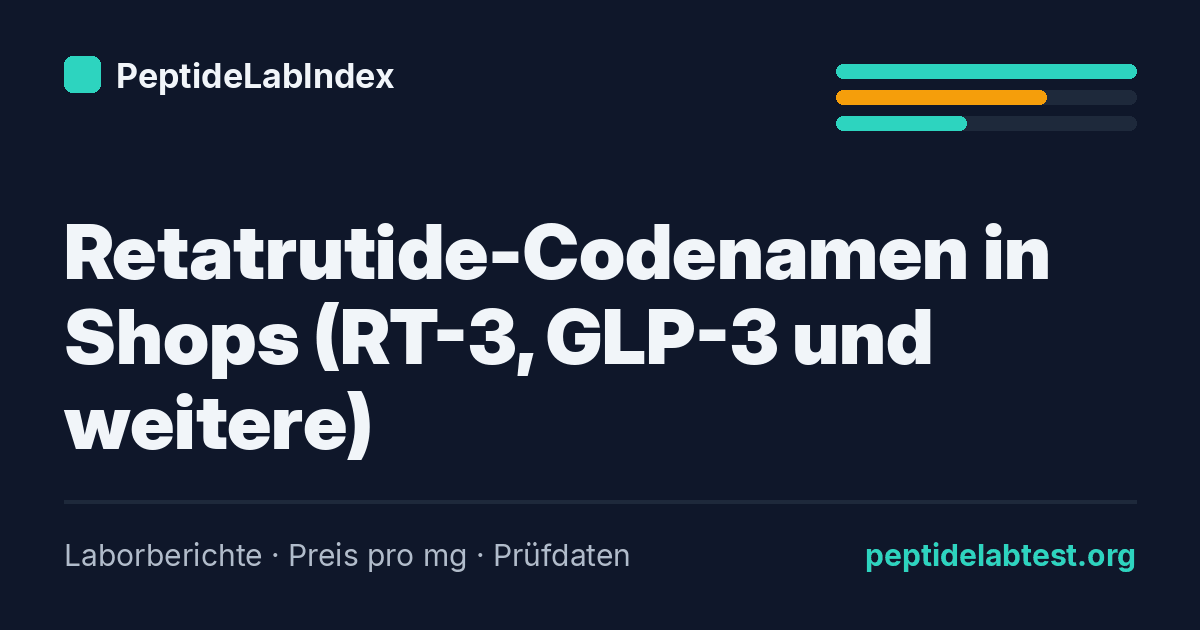 PeptideLabIndex
Retatrutide-Codenamen in
Shops (RT-3, GLP-3 und
weitere)
Laborberichte · Preis pro mg · Prüfdaten
peptidelabtest.org